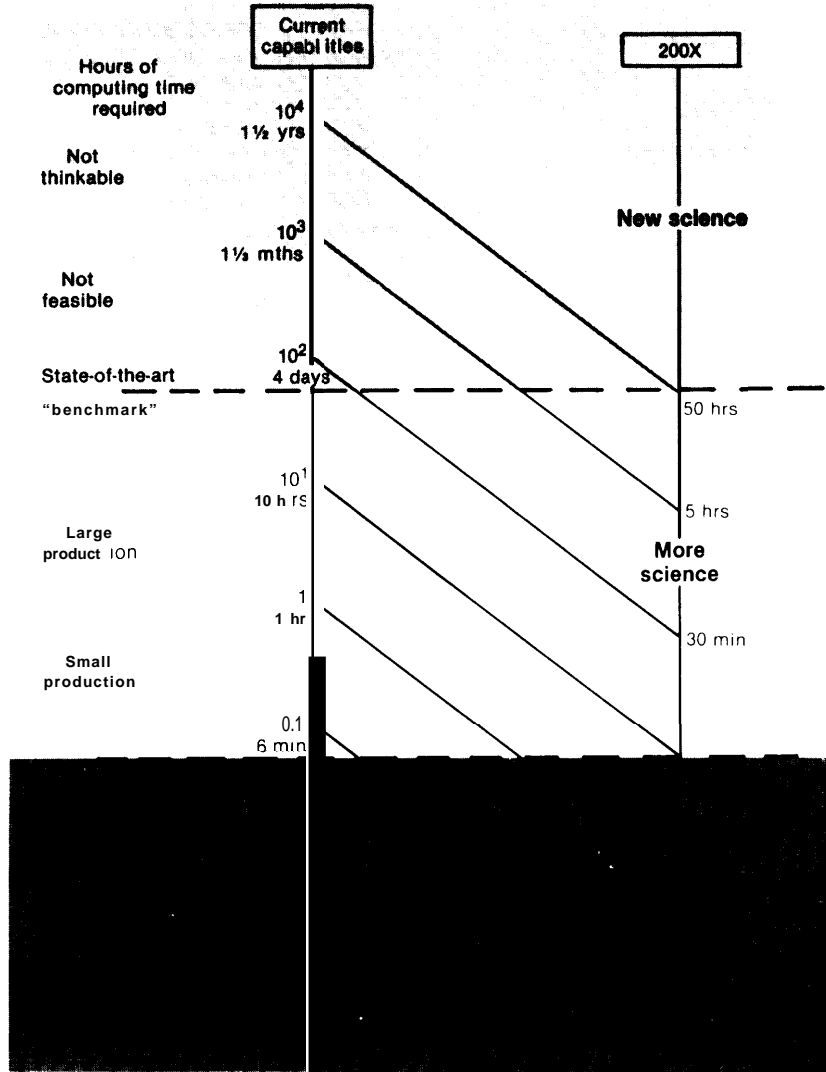 Current
capabilities
200X
Hours of
computing time
required
10⁴
1½ yrs
Not
thinkable
New science
10³
1⅓ mths
Not
feasible
10²
State-of-the-art
4 days
"benchmark"
50 hrs
10¹
10 hrs
5 hrs
Large
production
More
science
1
1 hr
30 min
Small
production
0.1
6 min